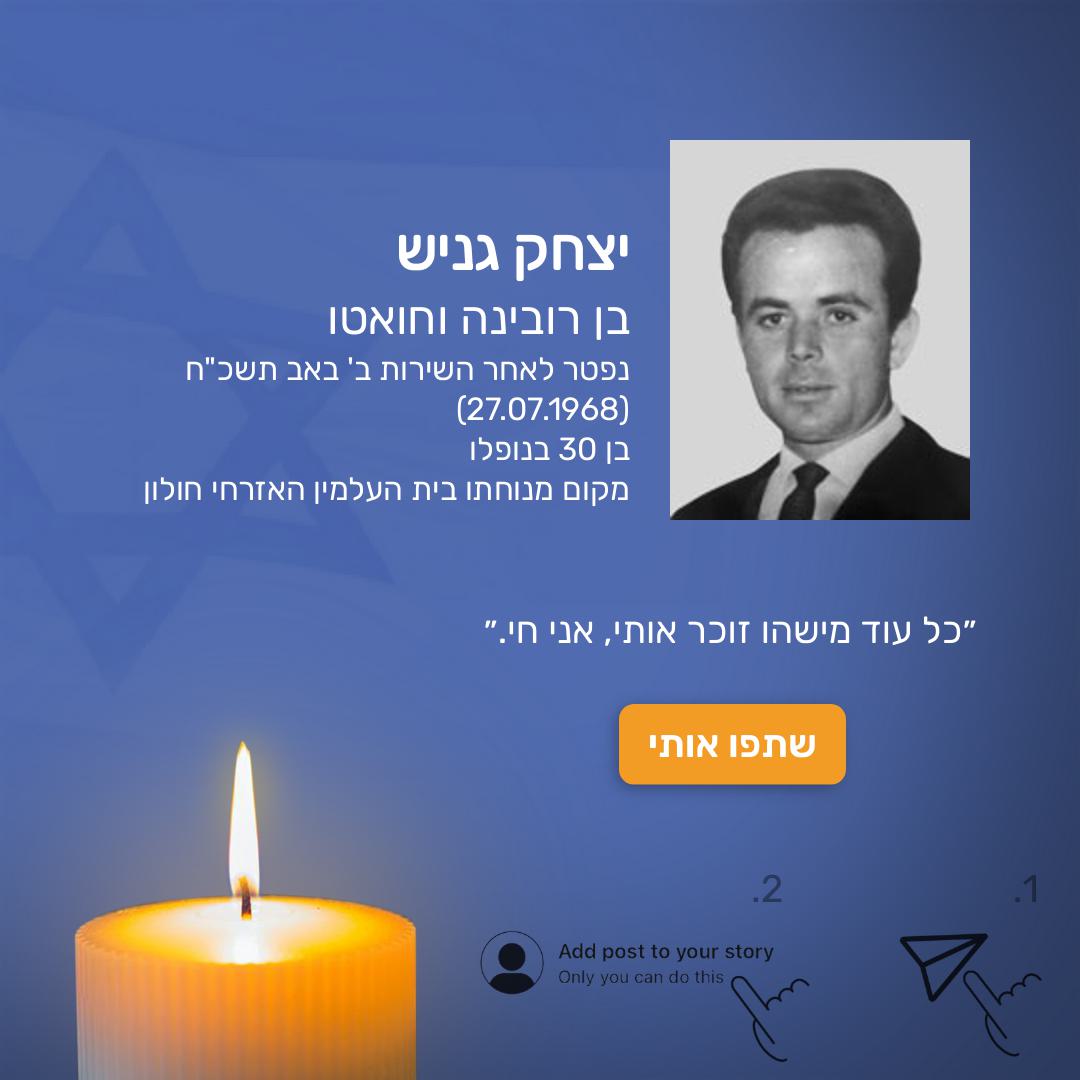 יצחק גניש
בן רובינה וחואטו
נפטר לאחר השירות ב' באב תשכ"ח
(27.07.1968)
בן 30 בנופלו
מקום מנוחתו בית העלמין האזרחי חולון
״כל עוד מישהו זוכר אותי, אני חי.״
שתפו אותי
.1
.2
Add post to your story
Only you can do this